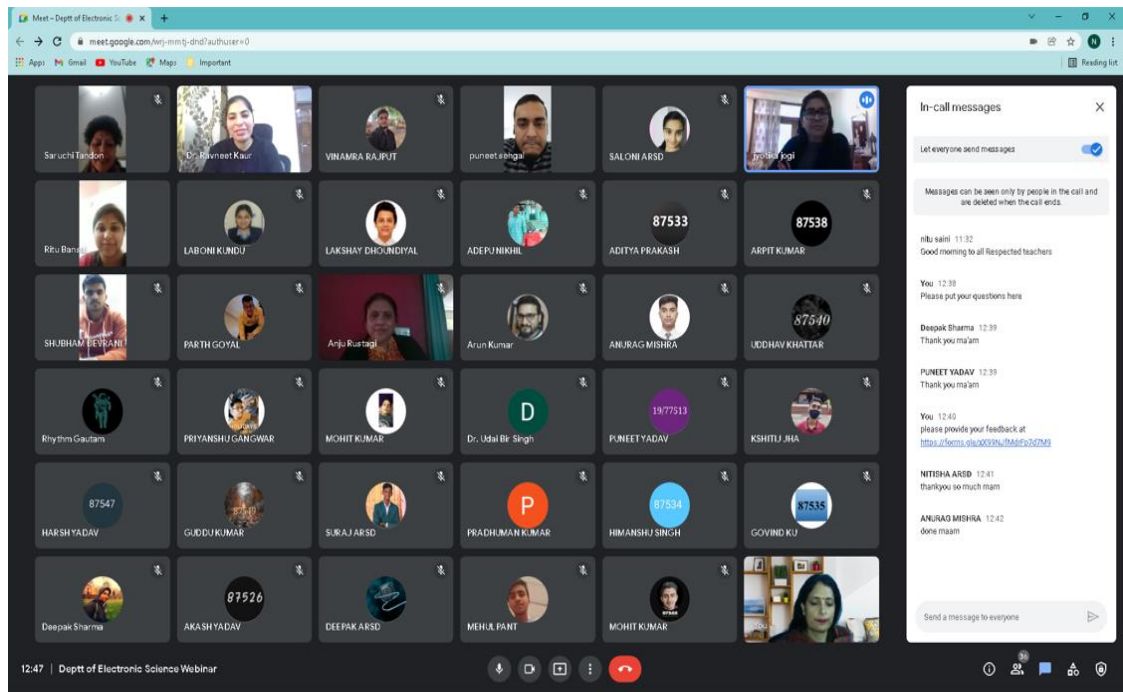 Meet – Deptt of Electronic Sc
meet.google.com/wrj-mmtj-dnd?authuser=0
N
Apps Gmail YouTube Maps Important
Reading list
Saruchi Tandon
Dr. Ravneet Kaur
VINAMRA RAJPUT
puneet sehgal
SALONI ARSD
jyotika jogi
Ritu Bansal
LABONI KUNDU
LAKSHAY DHOUNDIYAL
ADEPU NIKHIL
87533
ADITYA PRAKASH
87538
ARPIT KUMAR
SHUBHAM DEVRANI
PARTH GOYAL
Anju Rustagi
Arun Kumar
ANURAG MISHRA
87540
UDDHAV KHATTAR
Rhythm Gautam
PRIYANSHU GANGWAR
MOHIT KUMAR
D
Dr. Udai Bir Singh
19/77513
PUNEET YADAV
KSHITIJ JHA
87547
HARSH YADAV
GUDDU KUMAR
SURAJ ARSD
P
PRADHUMAN KUMAR
87534
HIMANSHU SINGH
87535
GOVIND KU
Deepak Sharma
87526
AKASH YADAV
DEEPAK ARSD
MEHUL PANT
MOHIT KUMAR
You
In-call messages
Let everyone send messages
Messages can be seen only by people in the call and
are deleted when the call ends.
nitu saini 11:32
Good morning to all Respected teachers
You 12:38
Please put your questions here
Deepak Sharma 12:39
Thank you ma'am
PUNEET YADAV 12:39
Thank you ma'am
You 12:40
please provide your feedback at
NITISHA ARSD 12:41
thankyou so much mam
ANURAG MISHRA 12:42
done maam
Send a message to everyone
12:47 | Deptt of Electronic Science Webinar
36